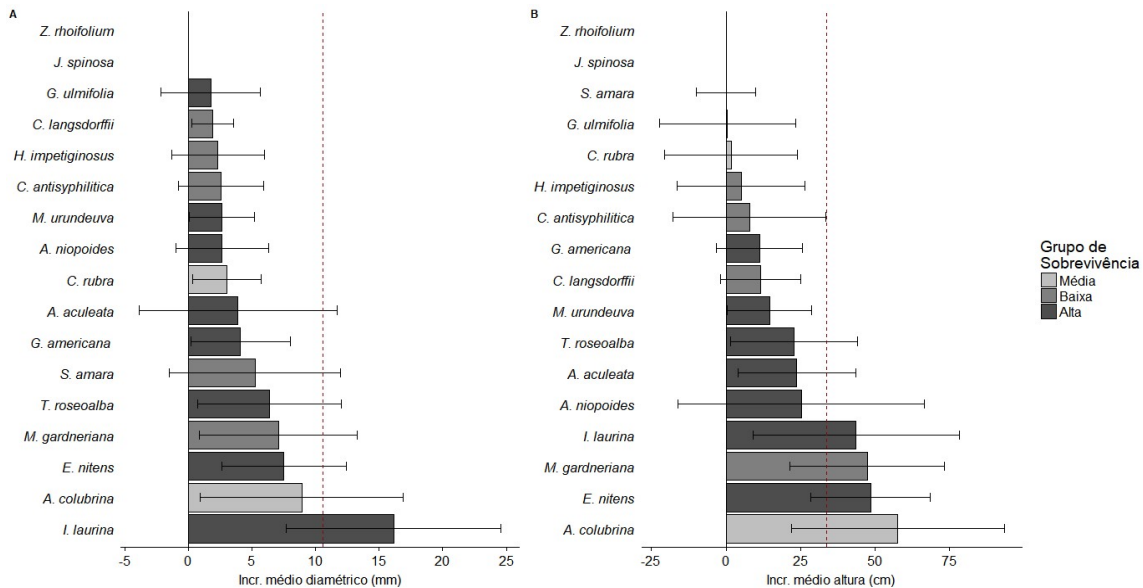 A
Z. rhoifolium
J. spinosa
G. ulmifolia
C. langsdorffii
H. impetiginosus
C. antisyphilitica
M. urundeuva
A. niopoides
C. rubra
A. aculeata
G. americana
S. amara
T. roseoalba
M. gardneriana
E. nitens
A. colubrina
I. laurina
-5 0 5 10 15 20 25
Incr. médio diamétrico (mm)
B
Z. rhoifolium
J. spinosa
S. amara
G. ulmifolia
C. rubra
H. impetiginosus
C. antisyphilitica
G. americana
C. langsdorffii
M. urundeuva
T. roseoalba
A. aculeata
A. niopoides
I. laurina
M. gardneriana
E. nitens
A. colubrina
-25 0 25 50 75
Incr. médio altura (cm)
Grupo de
Sobrevivência
Média
Baixa
Alta